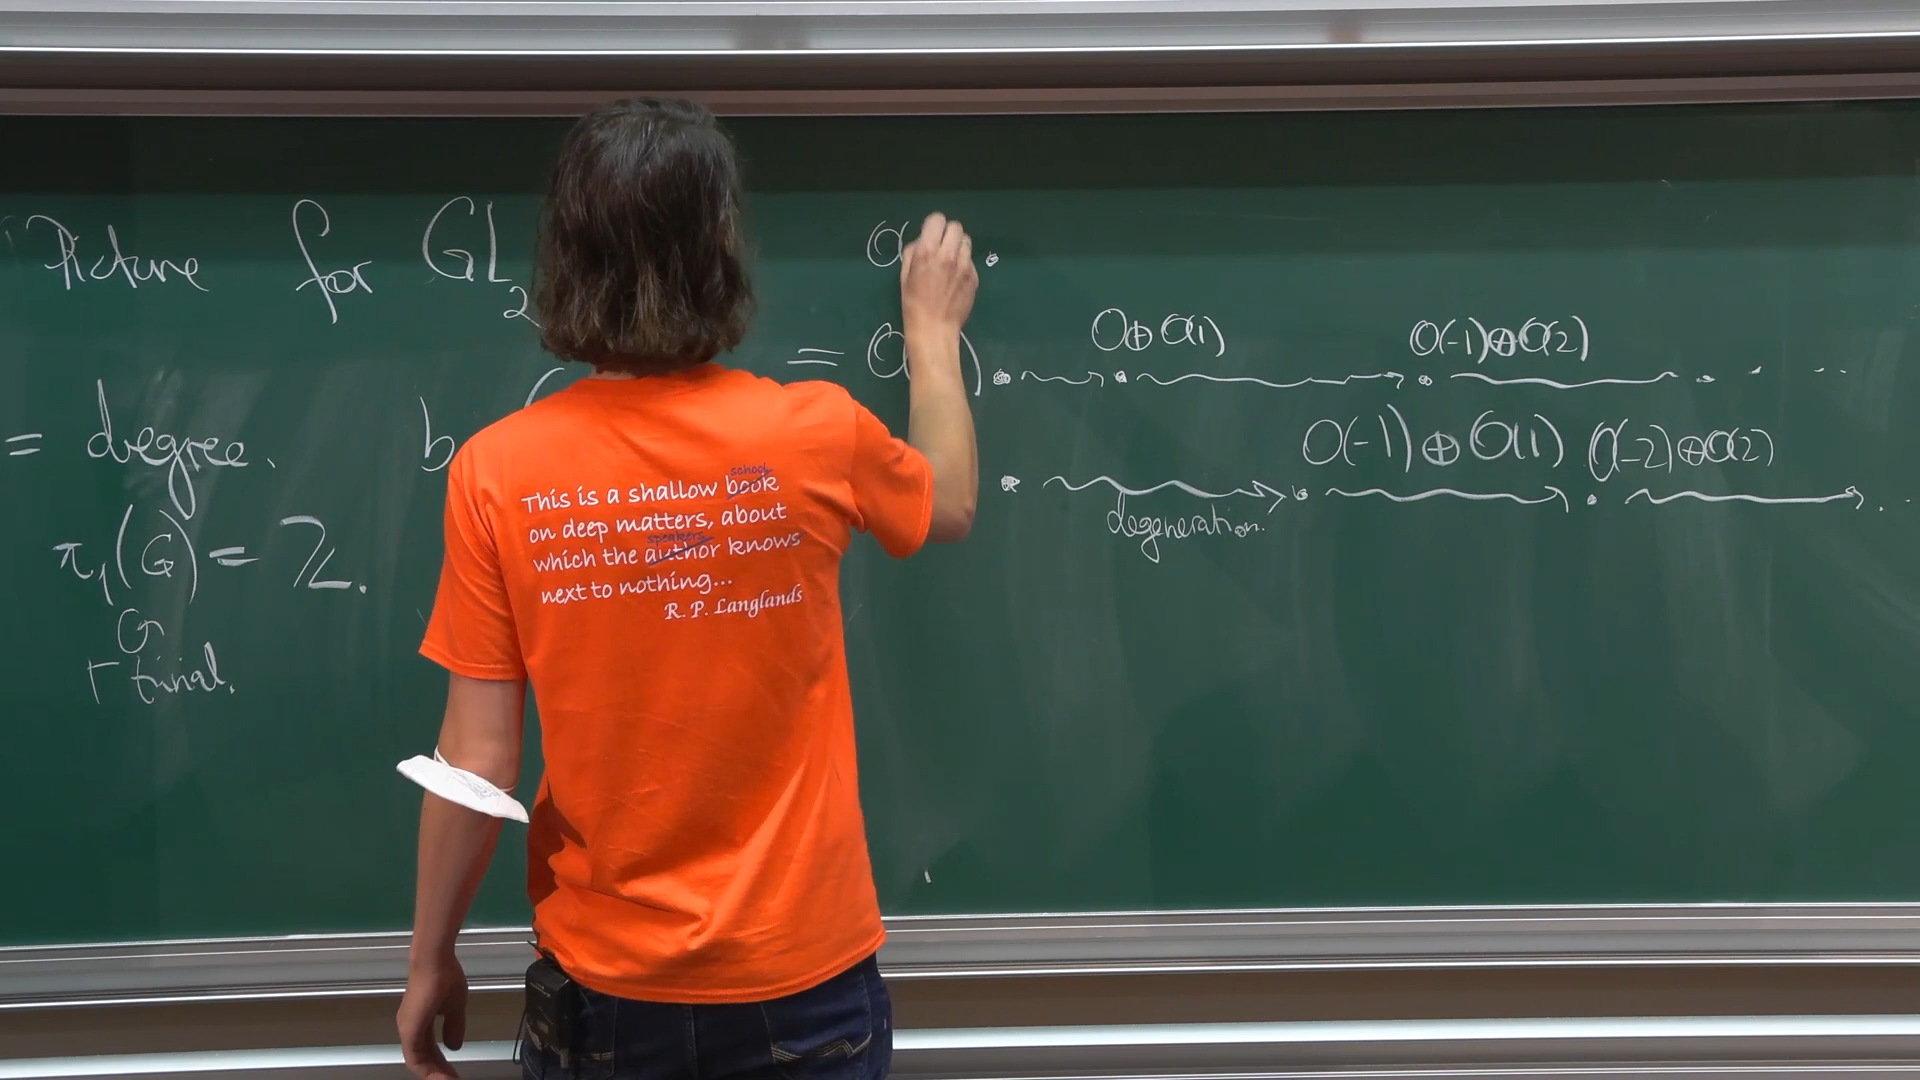 Picture for GL₂
= degree.
π₁(G) = ℤ.
Γ trivial.
b
= O( )
O⊕O(1) O(-1)⊕O(2)
O(-1)⊕O(1) O(-2)⊕O(2)
degeneration.
This is a shallow book school
on deep matters, about
which the author speakers knows
next to nothing...
R. P. Langlands